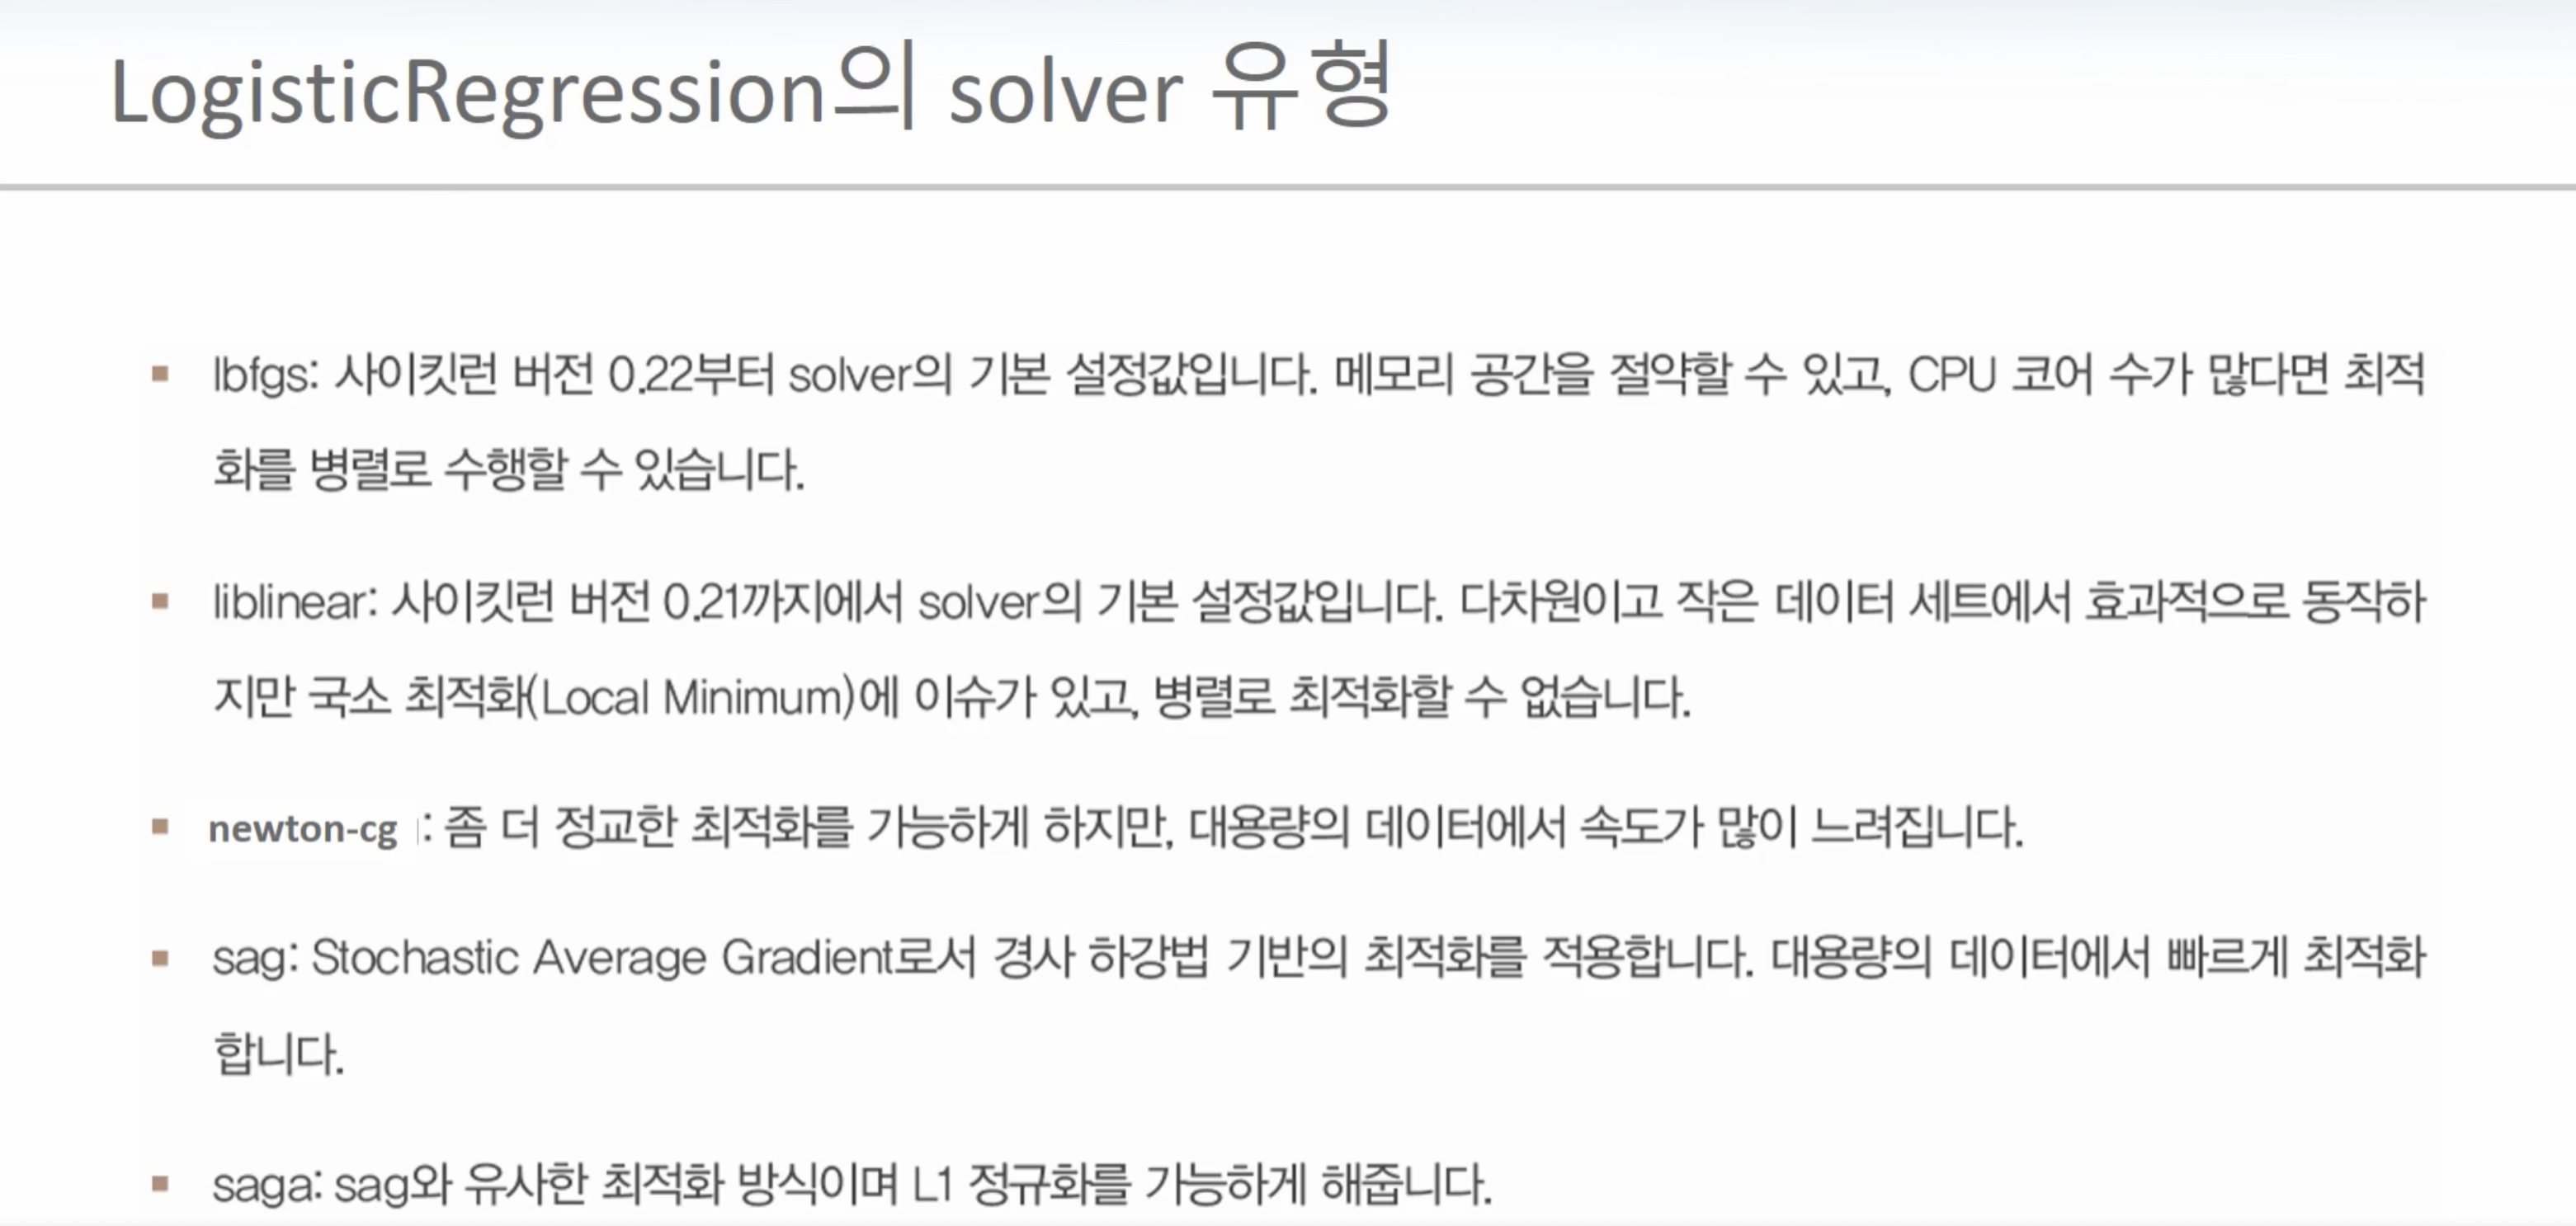 LogisticRegression의 solver 유형
▪ lbfgs: 사이킷런 버전 0.22부터 solver의 기본 설정값입니다. 메모리 공간을 절약할 수 있고, CPU 코어 수가 많다면 최적
화를 병렬로 수행할 수 있습니다.
▪ liblinear: 사이킷런 버전 0.21까지에서 solver의 기본 설정값입니다. 다차원이고 작은 데이터 세트에서 효과적으로 동작하
지만 국소 최적화(Local Minimum)에 이슈가 있고, 병렬로 최적화할 수 없습니다.
▪ newton-cg : 좀 더 정교한 최적화를 가능하게 하지만, 대용량의 데이터에서 속도가 많이 느려집니다.
▪ sag: Stochastic Average Gradient로서 경사 하강법 기반의 최적화를 적용합니다. 대용량의 데이터에서 빠르게 최적화
합니다.
▪ saga: sag와 유사한 최적화 방식이며 L1 정규화를 가능하게 해줍니다.